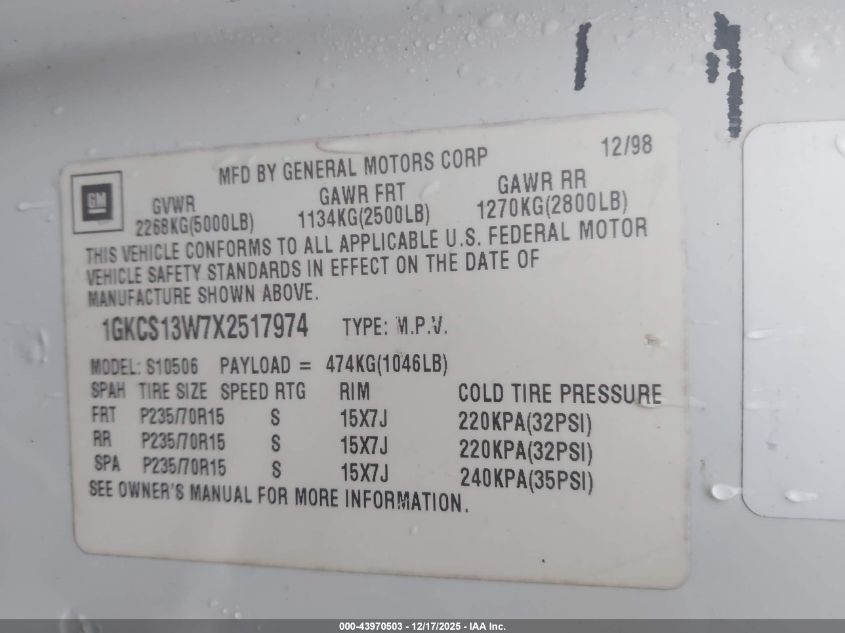 12/98
MFD BY GENERAL MOTORS CORP
GM
GVWR GAWR FRT GAWR RR
2268KG(5000LB) 1134KG(2500LB) 1270KG(2800LB)
THIS VEHICLE CONFORMS TO ALL APPLICABLE U.S. FEDERAL MOTOR
VEHICLE SAFETY STANDARDS IN EFFECT ON THE DATE OF
MANUFACTURE SHOWN ABOVE.
1GKCS13W7X2517974 TYPE: M.P.V.
MODEL: S10506 PAYLOAD = 474KG(1046LB)
SPAH TIRE SIZE SPEED RTG RIM COLD TIRE PRESSURE
FRT P235/70R15 S 15X7J 220KPA(32PSI)
RR P235/70R15 S 15X7J 220KPA(32PSI)
SPA P235/70R15 S 15X7J 240KPA(35PSI)
SEE OWNER'S MANUAL FOR MORE INFORMATION.
000-43970503 - 12/17/2025 - IAA Inc.